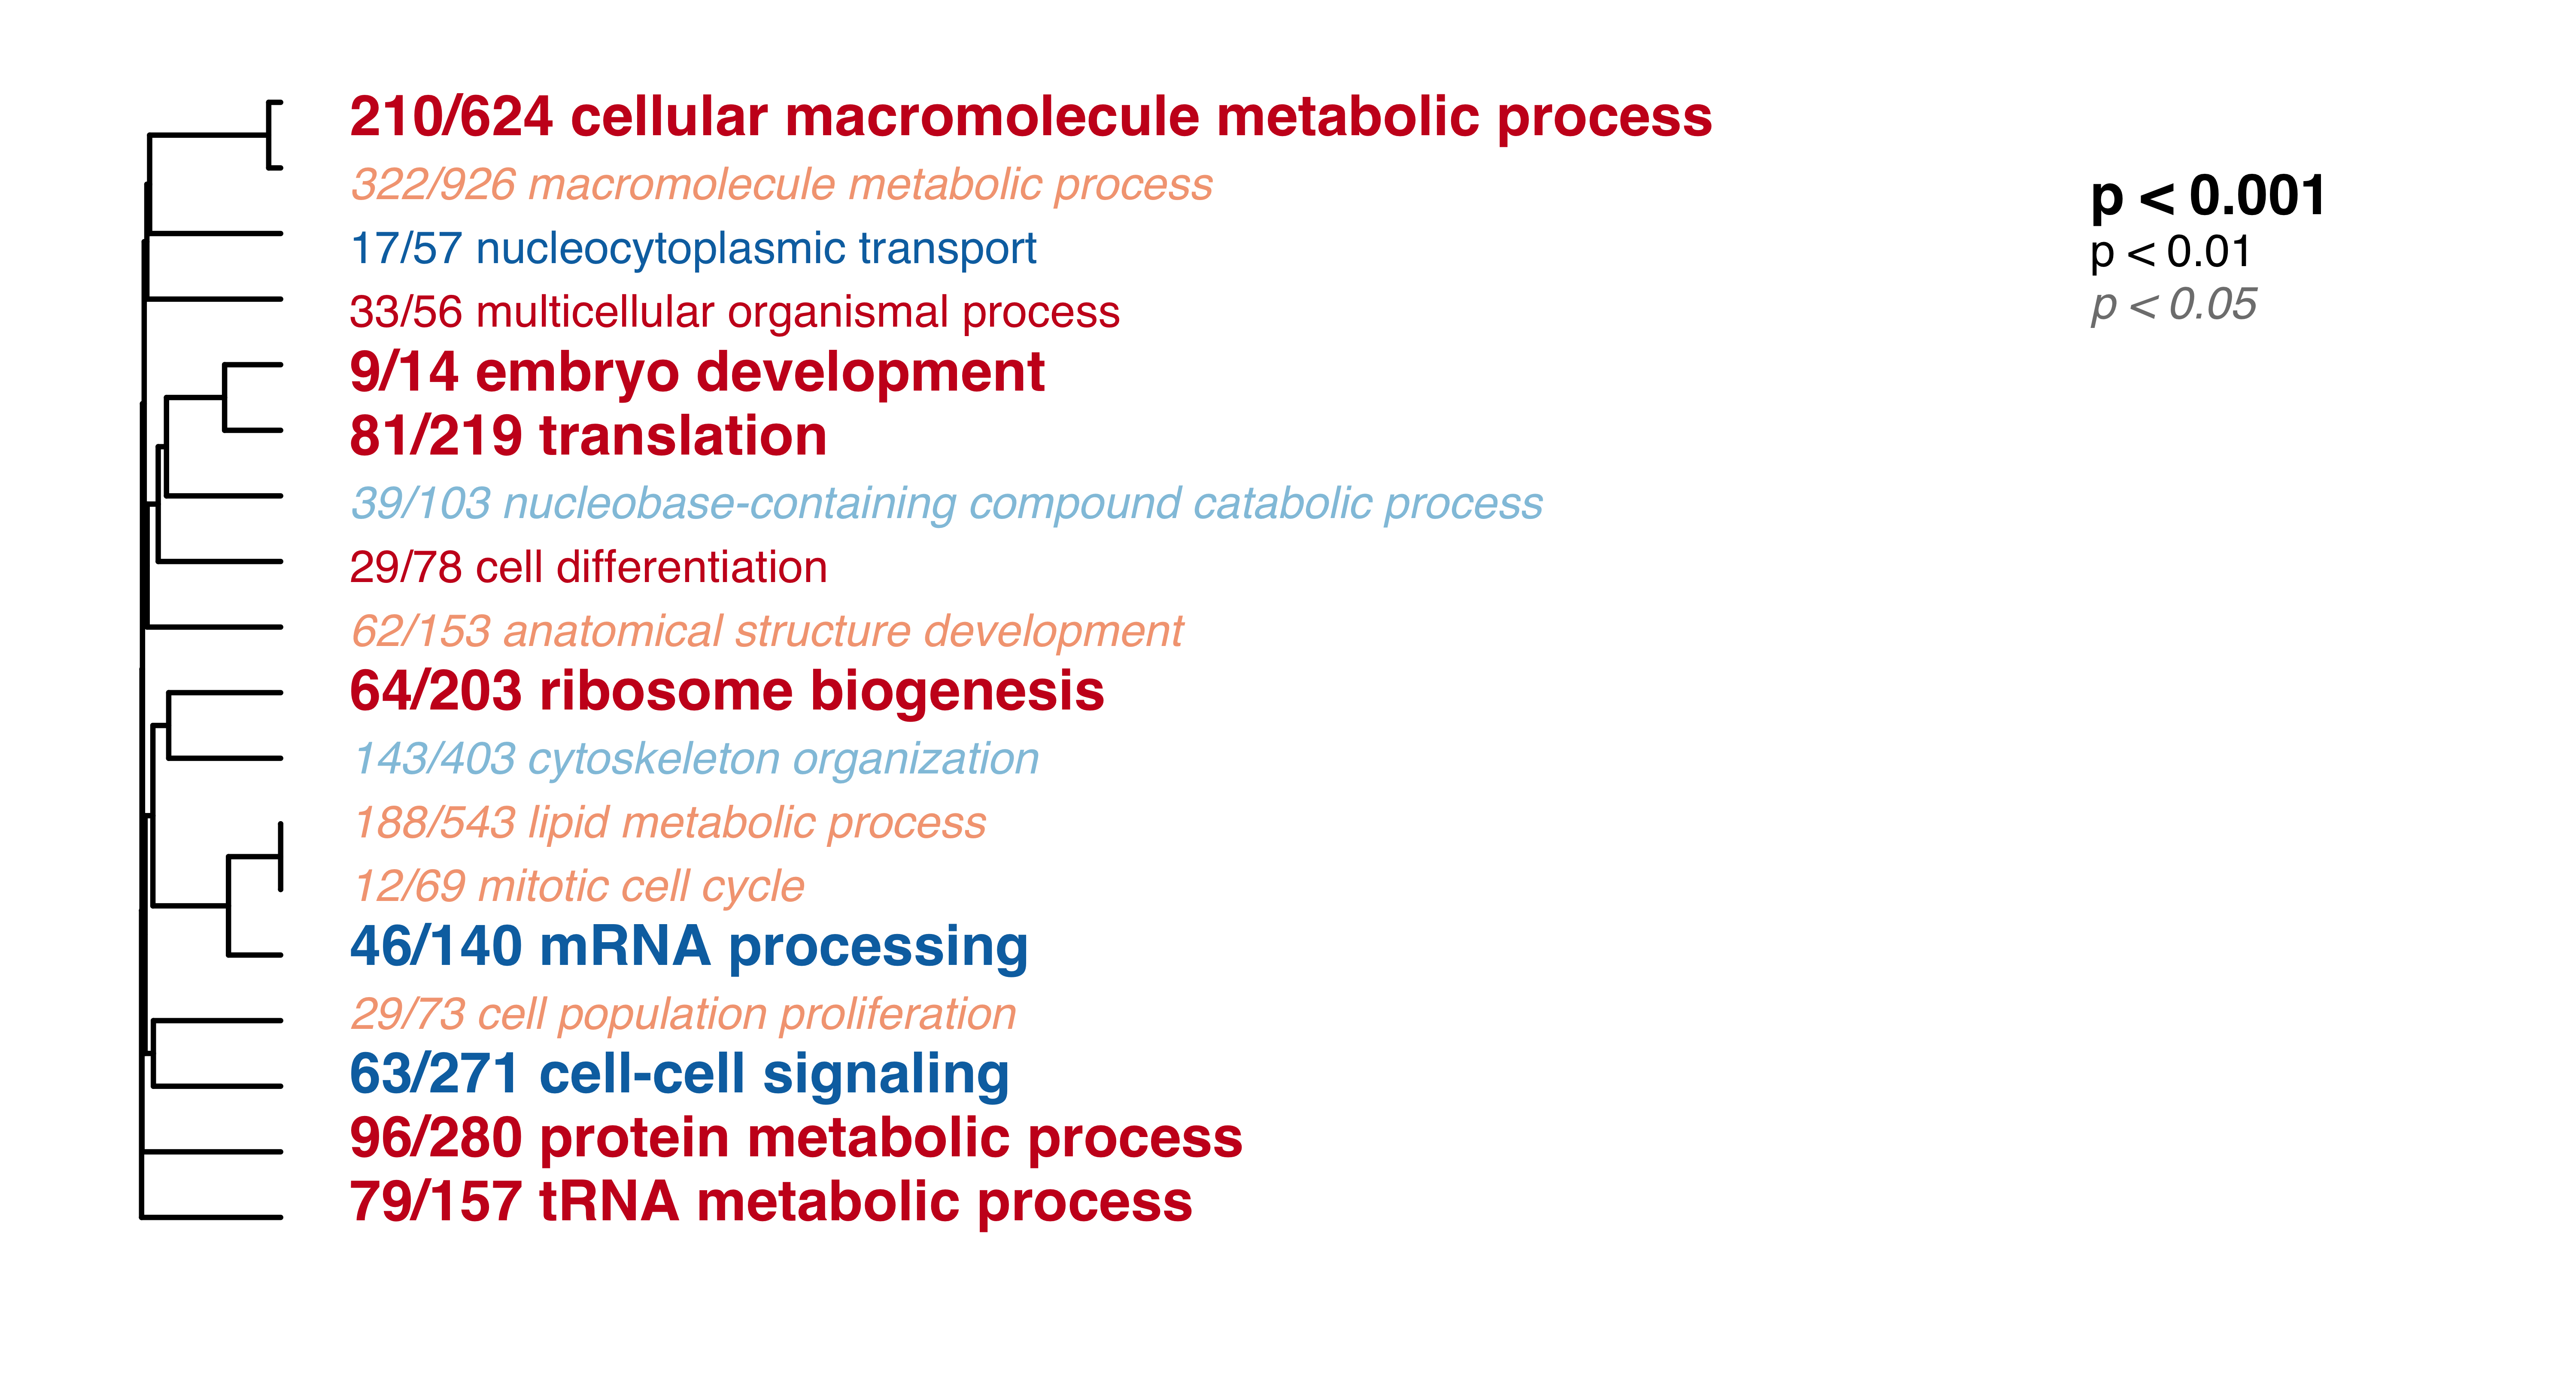 210/624 cellular macromolecule metabolic process
322/926 macromolecule metabolic process
17/57 nucleocytoplasmic transport
33/56 multicellular organismal process
9/14 embryo development
81/219 translation
39/103 nucleobase-containing compound catabolic process
29/78 cell differentiation
62/153 anatomical structure development
64/203 ribosome biogenesis
143/403 cytoskeleton organization
188/543 lipid metabolic process
12/69 mitotic cell cycle
46/140 mRNA processing
29/73 cell population proliferation
63/271 cell-cell signaling
96/280 protein metabolic process
79/157 tRNA metabolic process
p < 0.001
p < 0.01
p < 0.05